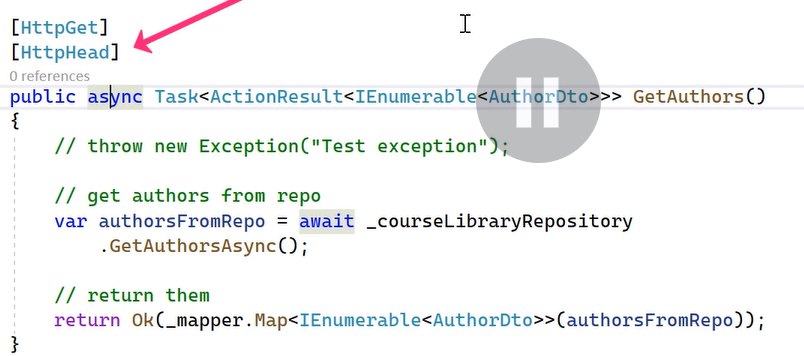 [HttpGet]
[HttpHead]
0 references
public async Task<ActionResult<IEnumerable<AuthorDto>>> GetAuthors()
{
// throw new Exception("Test exception");
// get authors from repo
var authorsFromRepo = await _courseLibraryRepository
.GetAuthorsAsync();
// return them
return Ok(_mapper.Map<IEnumerable<AuthorDto>>(authorsFromRepo));
}